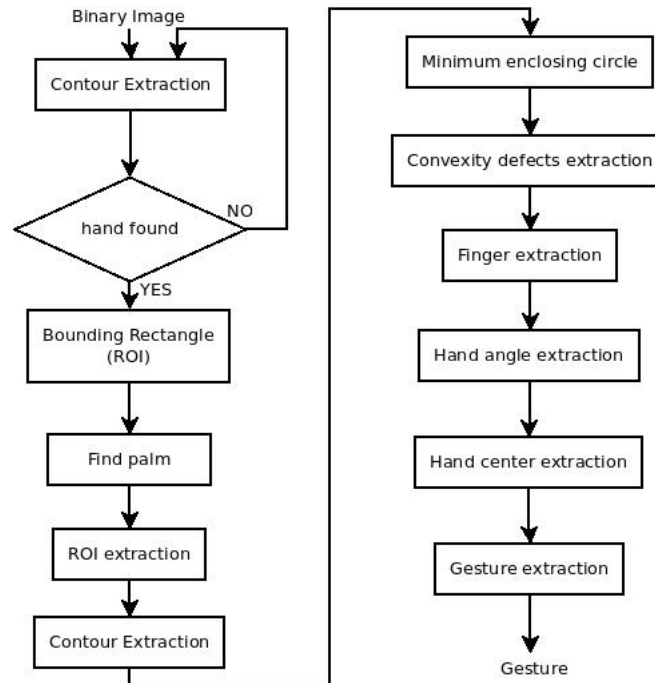 Binary Image
Contour Extraction
hand found
NO
YES
Bounding Rectangle
(ROI)
Find palm
ROI extraction
Contour Extraction
Minimum enclosing circle
Convexity defects extraction
Finger extraction
Hand angle extraction
Hand center extraction
Gesture extraction
Gesture